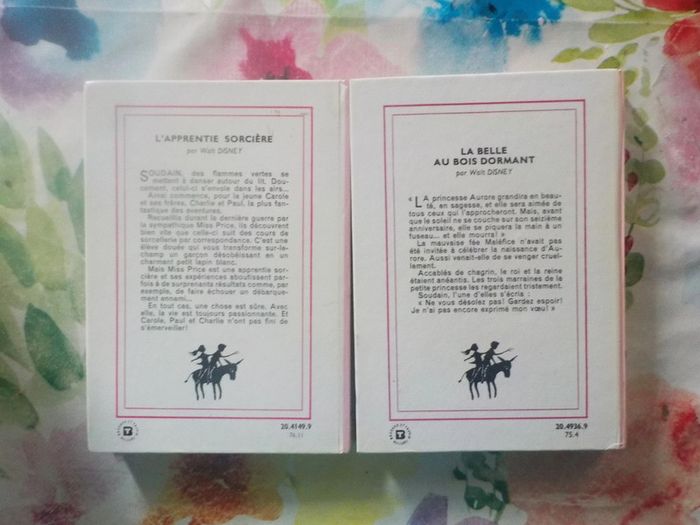 L'APPRENTIE SORCIÈRE
par Walt DISNEY
SOUDAIN, des flammes vertes se
mettent à danser autour du lit. Dou-
cement, celui-ci s'envole dans les airs...
Ainsi commence, pour la jeune Carole
et ses frères, Charlie et Paul, la plus fan-
tastique des aventures.
Recueillis durant la dernière guerre par
la sympathique Miss Price, ils découvrent
bien vite que celle-ci suit des cours de
sorcellerie par correspondance. C'est une
élève douée qui vous transforme sur-le-
champ un garçon désobéissant en un
charmant petit lapin blanc.
Mais Miss Price est une apprentie sor-
cière et ses expériences aboutissent par-
fois à de surprenants résultats comme, par
exemple, de faire échouer un débarque-
ment ennemi...
En tout cas, une chose est sûre. Avec
elle, la vie est toujours passionnante. Et
Carole, Paul et Charlie n'ont pas fini de
s'émerveiller!
20.4149.9
76.11
LA BELLE
AU BOIS DORMANT
par Walt DISNEY
« LA princesse Aurore grandira en beau-
té, en sagesse, et elle sera aimée de
tous ceux qui l'approcheront. Mais, avant
que le soleil ne se couche sur son seizième
anniversaire, elle se piquera la main à un
fuseau... et elle mourra! »
La mauvaise fée Maléfice n'avait pas
été invitée à célébrer la naissance d'Au-
rore. Aussi venait-elle de se venger cruel-
lement.
Accablés de chagrin, le roi et la reine
étaient anéantis. Les trois marraines de la
petite princesse les regardaient tristement.
Soudain, l'une d'elles s'écria :
« Ne vous désolez pas! Gardez espoir!
Je n'ai pas encore exprimé mon vœu! »
20.4926.9
75.4